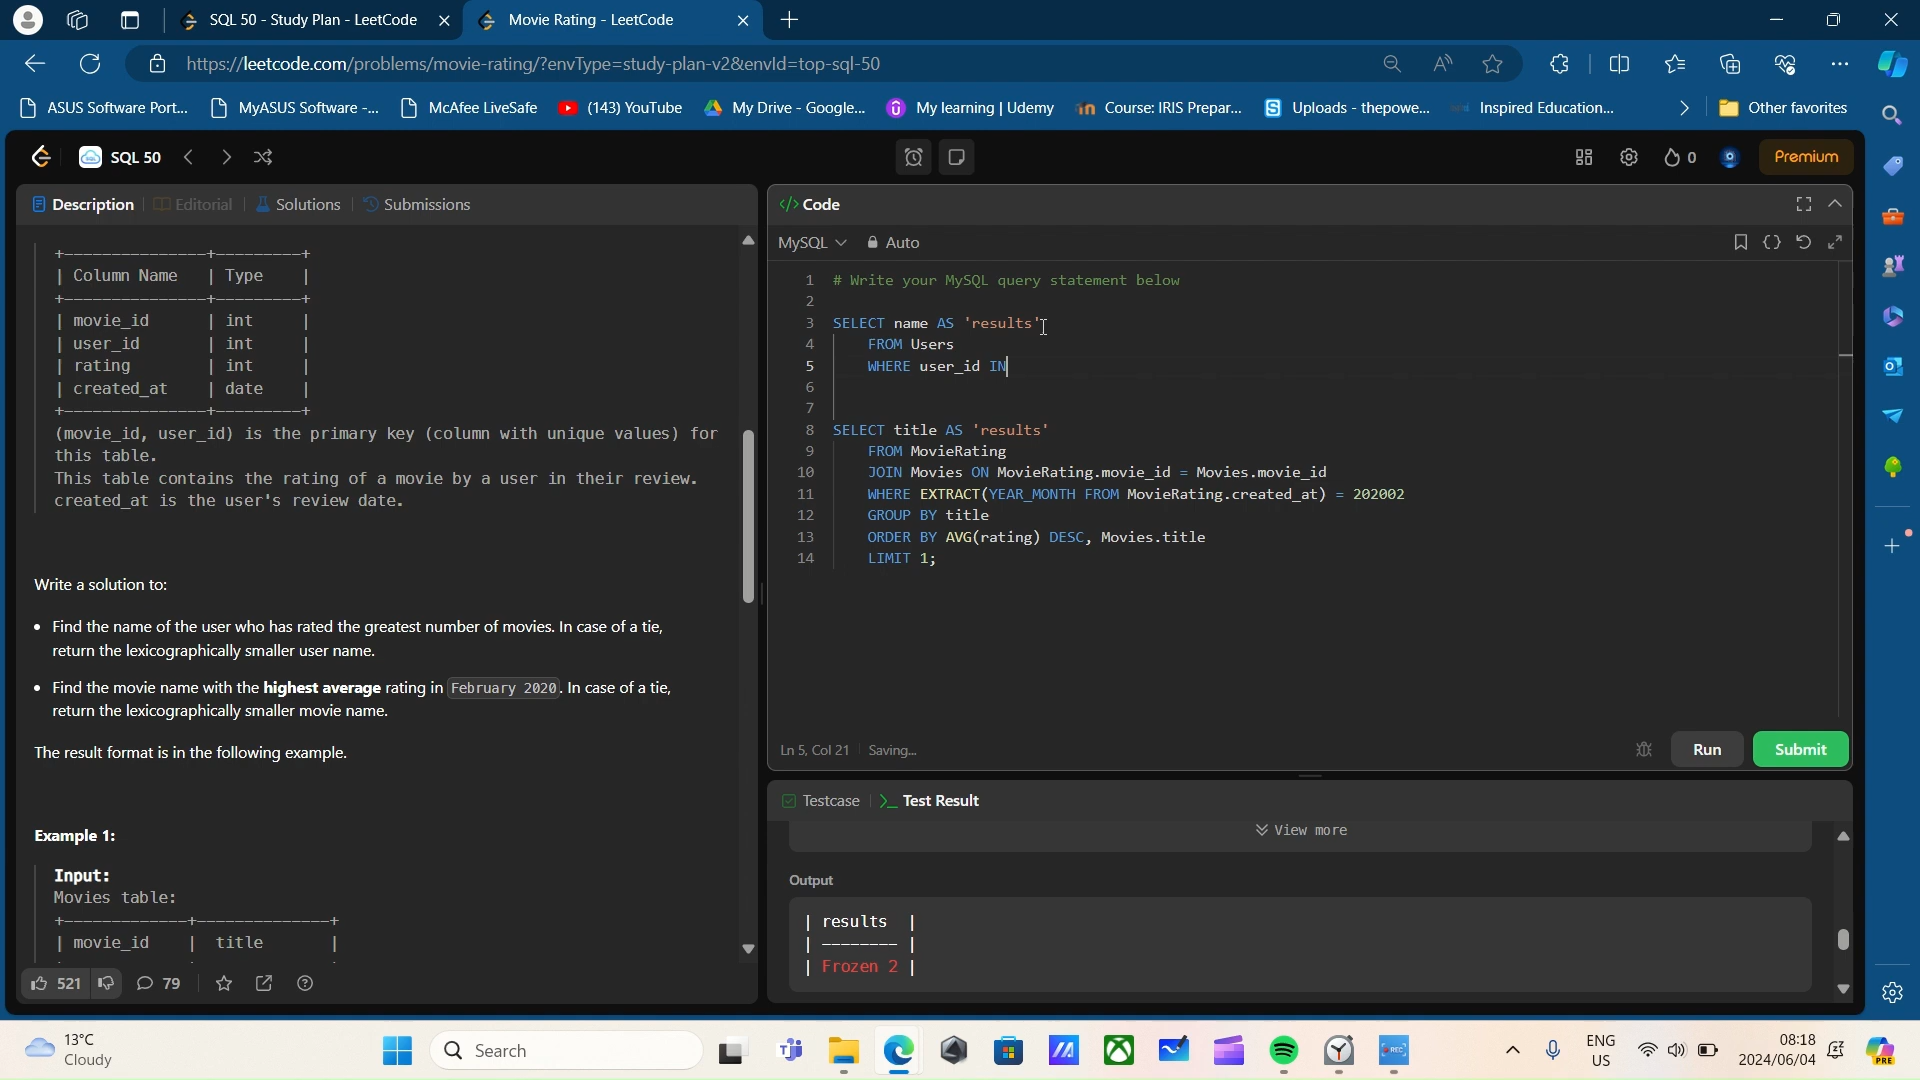 SQL 50 - Study Plan - LeetCode
Movie Rating - LeetCode
https://leetcode.com/problems/movie-rating/?envType=study-plan-v2&envId=top-sql-50
ASUS Software Port...
MyASUS Software -...
McAfee LiveSafe
(143) YouTube
My Drive - Google...
My learning | Udemy
Course: IRIS Prepar...
Uploads - thepowe...
Inspired Education...
Other favorites
SQL 50
0
Premium
Description
Editorial
Solutions
Submissions
+---------------+---------+
| Column Name   | Type    |
+---------------+---------+
| movie_id      | int     |
| user_id       | int     |
| rating        | int     |
| created_at    | date    |
+---------------+---------+
(movie_id, user_id) is the primary key (column with unique values) for
this table.
This table contains the rating of a movie by a user in their review.
created_at is the user's review date.
Write a solution to:
• Find the name of the user who has rated the greatest number of movies. In case of a tie,
return the lexicographically smaller user name.
• Find the movie name with the highest average rating in February 2020. In case of a tie,
return the lexicographically smaller movie name.
The result format is in the following example.
Example 1:
Input:
Movies table:
+-------------+--------------+
| movie_id    |  title       |
521
79
</> Code
MySQL
Auto
1 # Write your MySQL query statement below
2
3 SELECT name AS 'results'
4 FROM Users
5 WHERE user_id IN
6
7
8 SELECT title AS 'results'
9 FROM MovieRating
10 JOIN Movies ON MovieRating.movie_id = Movies.movie_id
11 WHERE EXTRACT(YEAR_MONTH FROM MovieRating.created_at) = 202002
12 GROUP BY title
13 ORDER BY AVG(rating) DESC, Movies.title
14 LIMIT 1;
Ln 5, Col 21
Saving...
Run
Submit
Testcase
Test Result
View more
Output
| results  |
| -------- |
| Frozen 2 |
13°C
Cloudy
Search
REC
ENG
US
08:18
2024/06/04
PRE